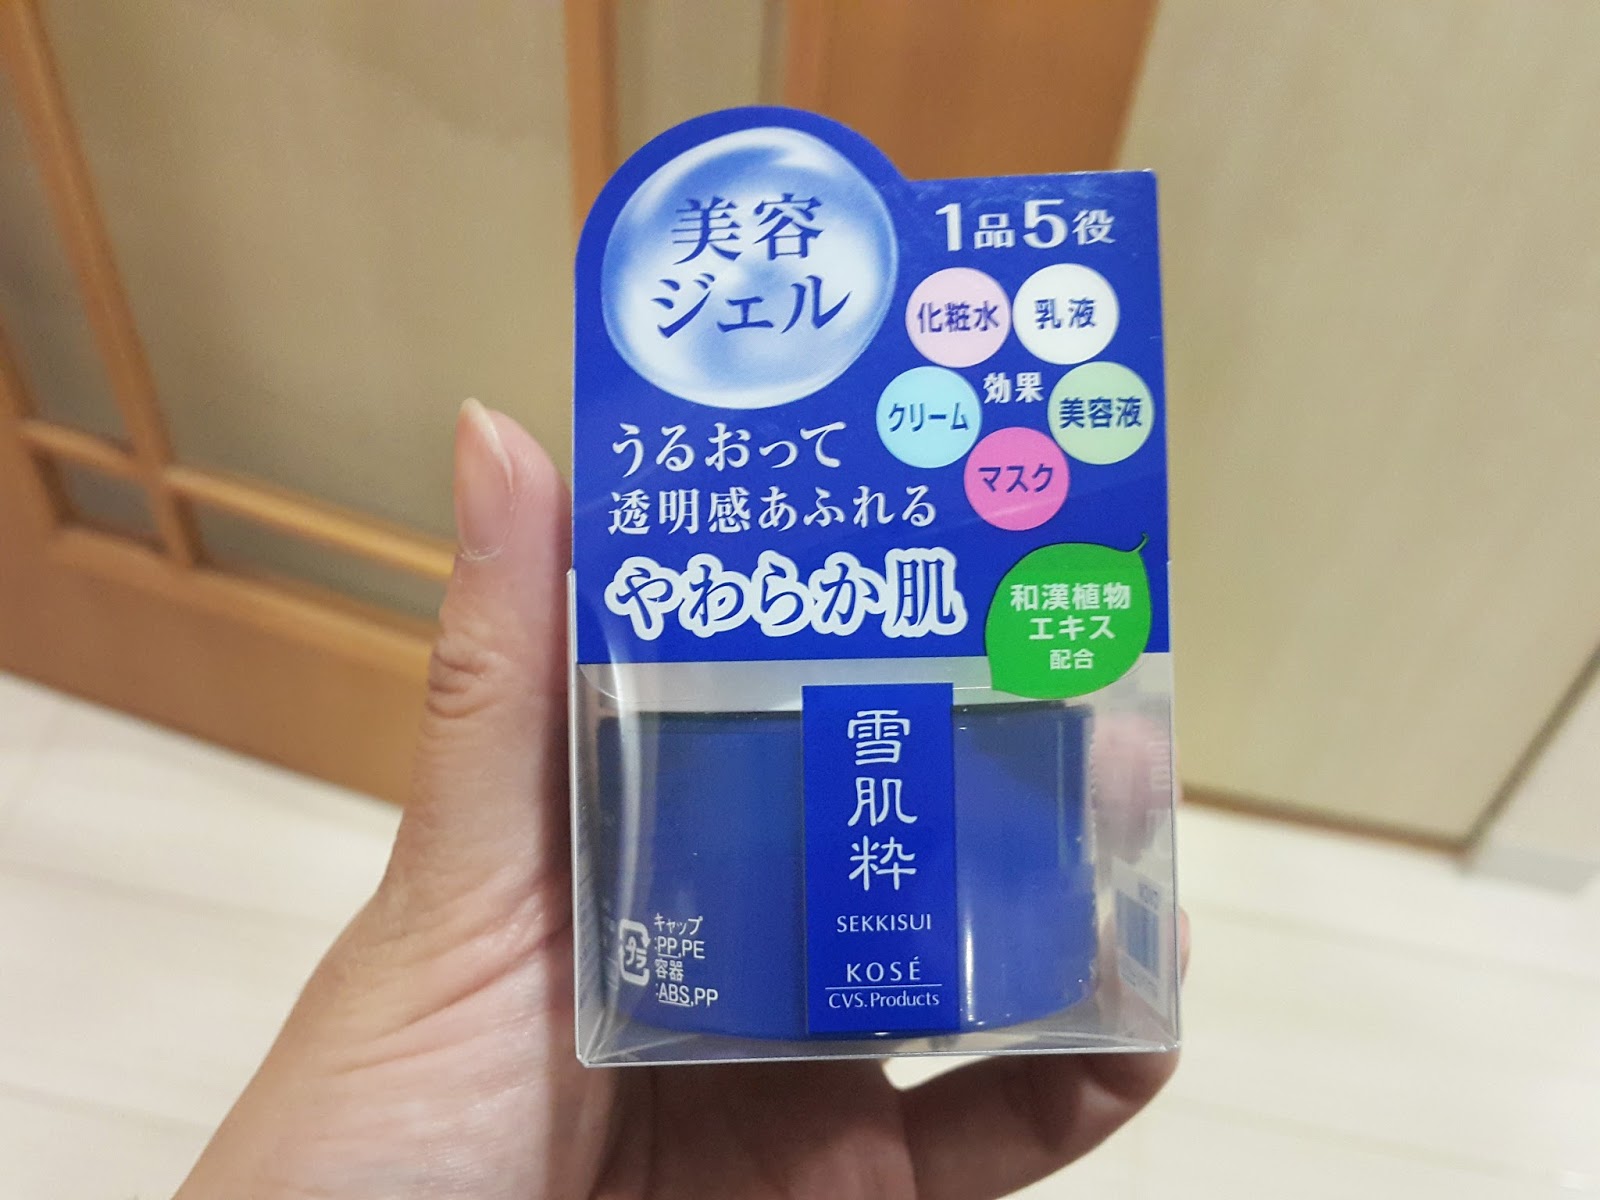 美容
ジェル
1品5役
化粧水
乳液
クリーム
効果
美容液
マスク
うるおって
透明感あふれる
やわらか肌
和漢植物
エキス
配合
雪肌粋
SEKKISUI
KOSÉ
CVS.Products
プラ
キャップ
:PP,PE
容器
:ABS,PP